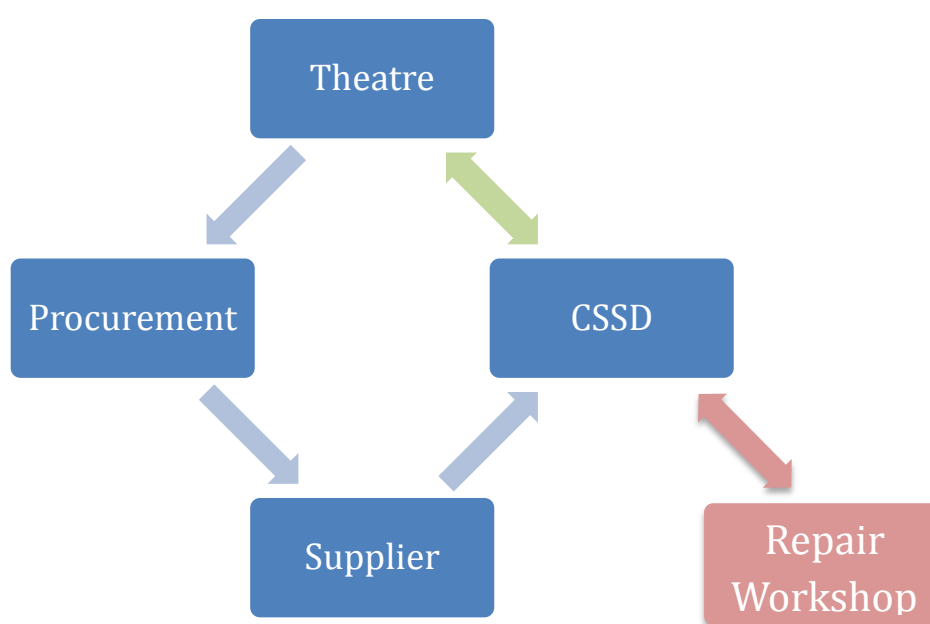 Theatre
Procurement
CSSD
Supplier
Repair
Workshop